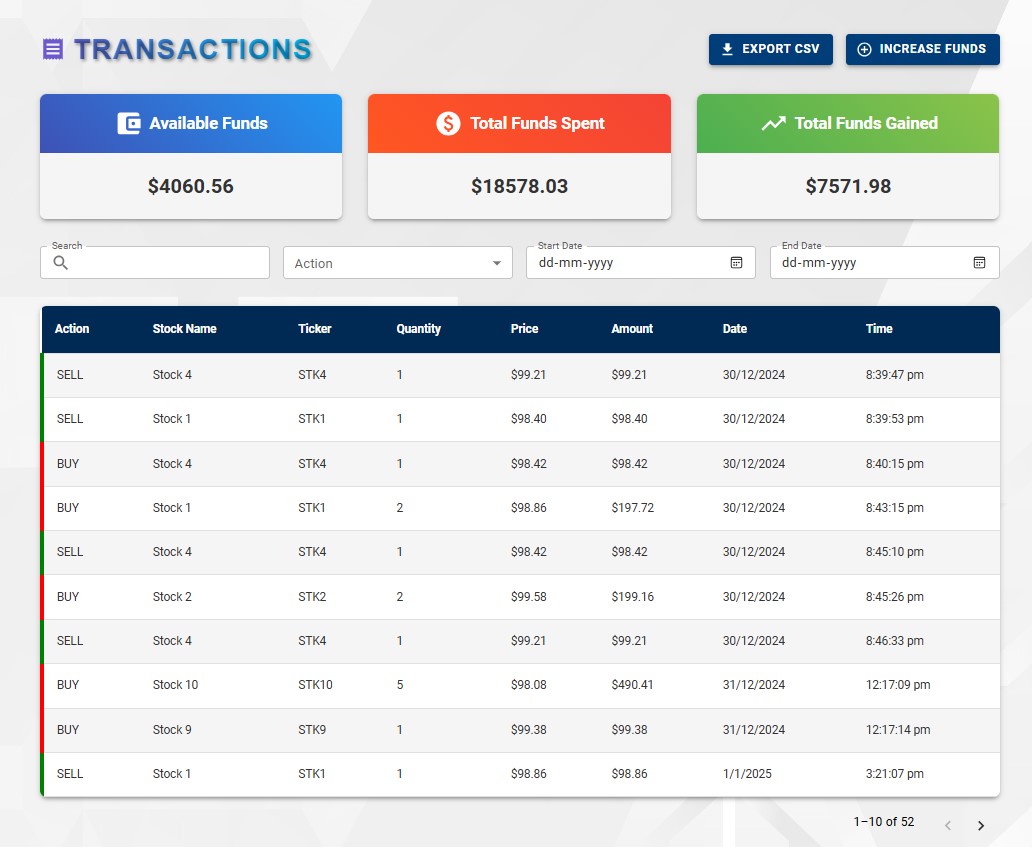 TRANSACTIONS
EXPORT CSV
INCREASE FUNDS
Available Funds
Total Funds Spent
Total Funds Gained
$4060.56
$18578.03
$7571.98
Search
Action
Start Date
dd-mm-yyyy
End Date
dd-mm-yyyy
Action Stock Name Ticker Quantity Price Amount Date Time
SELL Stock 4 STK4 1 $99.21 $99.21 30/12/2024 8:39:47 pm
SELL Stock 1 STK1 1 $98.40 $98.40 30/12/2024 8:39:53 pm
BUY Stock 4 STK4 1 $98.42 $98.42 30/12/2024 8:40:15 pm
BUY Stock 1 STK1 2 $98.86 $197.72 30/12/2024 8:43:15 pm
SELL Stock 4 STK4 1 $98.42 $98.42 30/12/2024 8:45:10 pm
BUY Stock 2 STK2 2 $99.58 $199.16 30/12/2024 8:45:26 pm
SELL Stock 4 STK4 1 $99.21 $99.21 30/12/2024 8:46:33 pm
BUY Stock 10 STK10 5 $98.08 $490.41 31/12/2024 12:17:09 pm
BUY Stock 9 STK9 1 $99.38 $99.38 31/12/2024 12:17:14 pm
SELL Stock 1 STK1 1 $98.86 $98.86 1/1/2025 3:21:07 pm
1–10 of 52